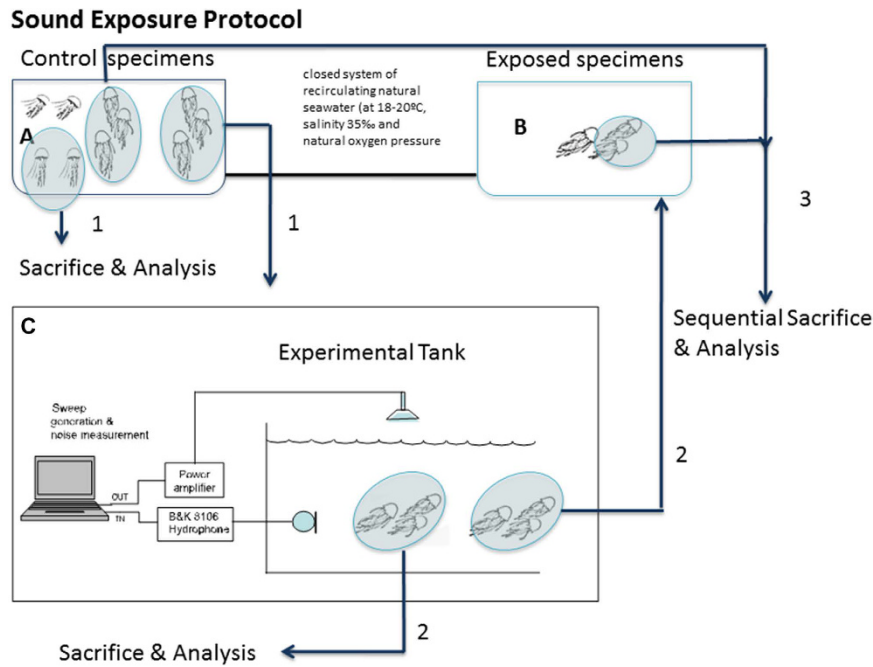 Sound Exposure Protocol
Control specimens
Exposed specimens
closed system of
recirculating natural
seawater (at 18-20ºC,
salinity 35‰ and
natural oxygen pressure
A
B
1
1
3
Sacrifice & Analysis
Sequential Sacrifice
& Analysis
C
Experimental Tank
Sweep
generation &
noise measurement
Power
amplifier
OUT
IN
B&K 8106
Hydrophone
2
2
Sacrifice & Analysis